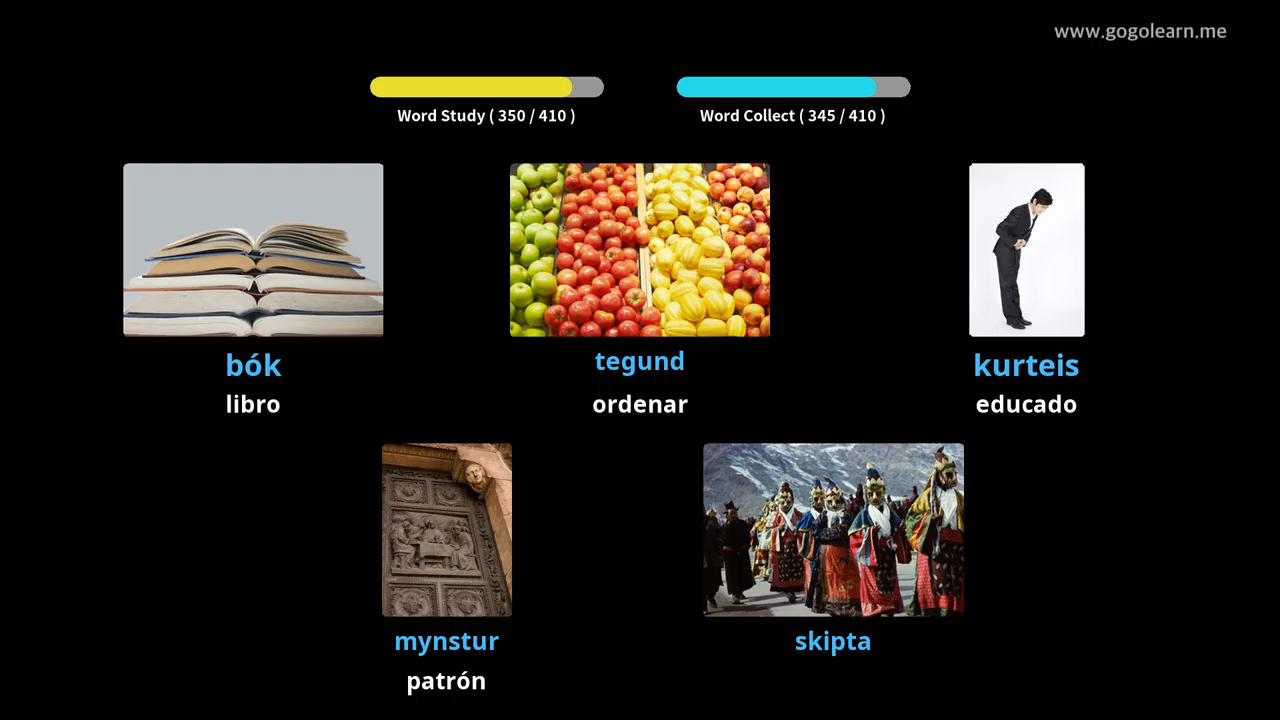 www.gogolearn.me
Word Study ( 350 / 410 )
Word Collect ( 345 / 410 )
bók
libro
tegund
ordenar
kurteis
educado
mynstur
patrón
skipta